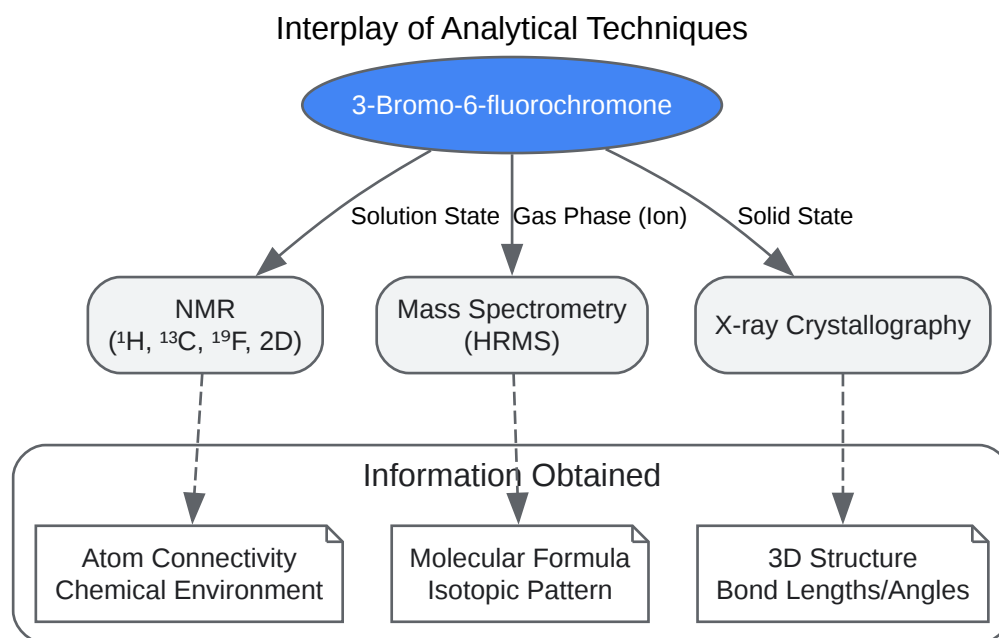 Interplay of Analytical Techniques
3-Bromo-6-fluorochromone
Solution State
Gas Phase (Ion)
Solid State
NMR
(¹H, ¹³C, ¹⁹F, 2D)
Mass Spectrometry
(HRMS)
X-ray Crystallography
Information Obtained
Atom Connectivity
Chemical Environment
Molecular Formula
Isotopic Pattern
3D Structure
Bond Lengths/Angles